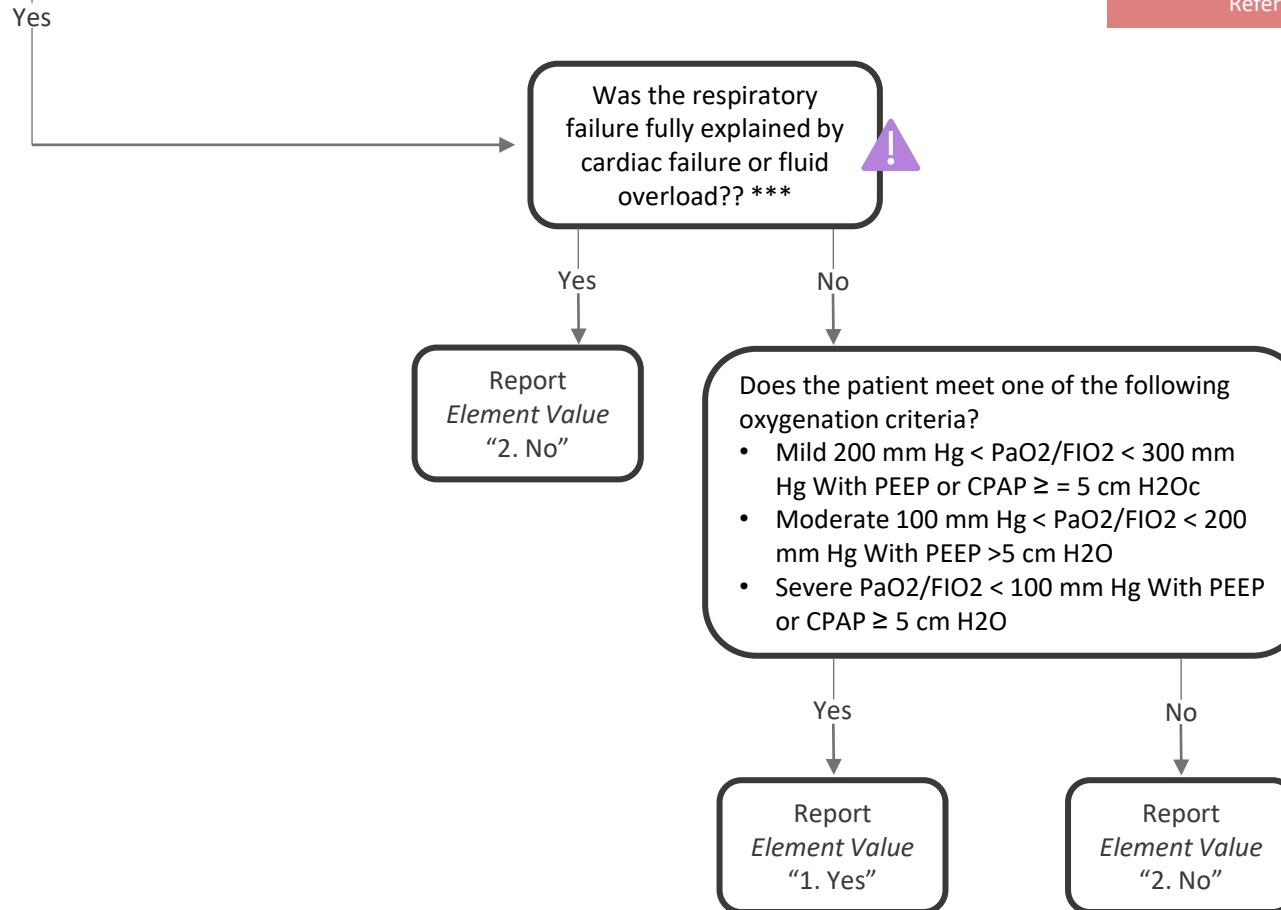 Yes
Refer
Was the respiratory
failure fully explained by
cardiac failure or fluid
overload?? ***
!
Yes
No
Report
Element Value
“2. No”
Does the patient meet one of the following
oxygenation criteria?
• Mild 200 mm Hg < PaO2/FIO2 < 300 mm
Hg With PEEP or CPAP ≥ = 5 cm H2Oc
• Moderate 100 mm Hg < PaO2/FIO2 < 200
mm Hg With PEEP >5 cm H2O
• Severe PaO2/FIO2 < 100 mm Hg With PEEP
or CPAP ≥ 5 cm H2O
Yes
No
Report
Element Value
“1. Yes”
Report
Element Value
“2. No”